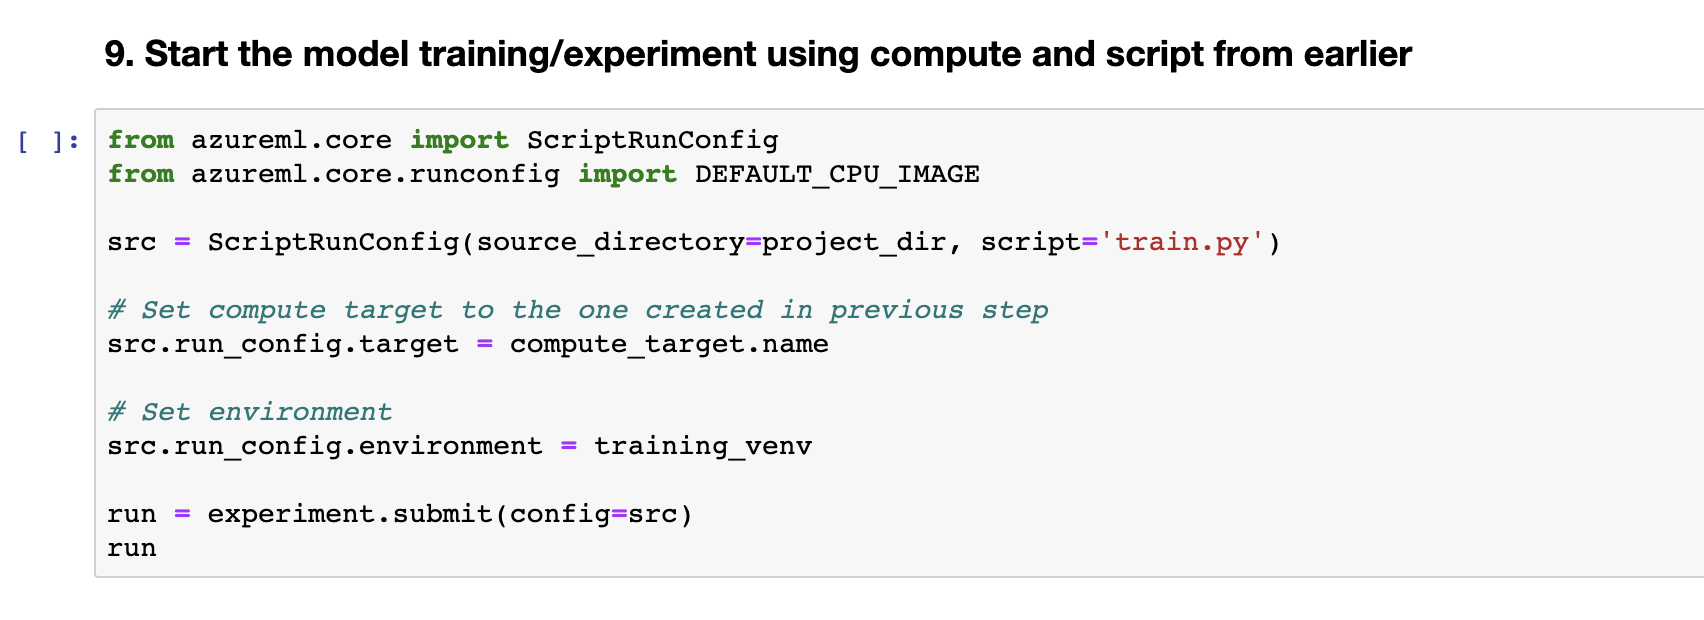 9. Start the model training/experiment using compute and script from earlier
[ ]:
from azureml.core import ScriptRunConfig
from azureml.core.runconfig import DEFAULT_CPU_IMAGE
src = ScriptRunConfig(source_directory=project_dir, script='train.py')
# Set compute target to the one created in previous step
src.run_config.target = compute_target.name
# Set environment
src.run_config.environment = training_venv
run = experiment.submit(config=src)
run